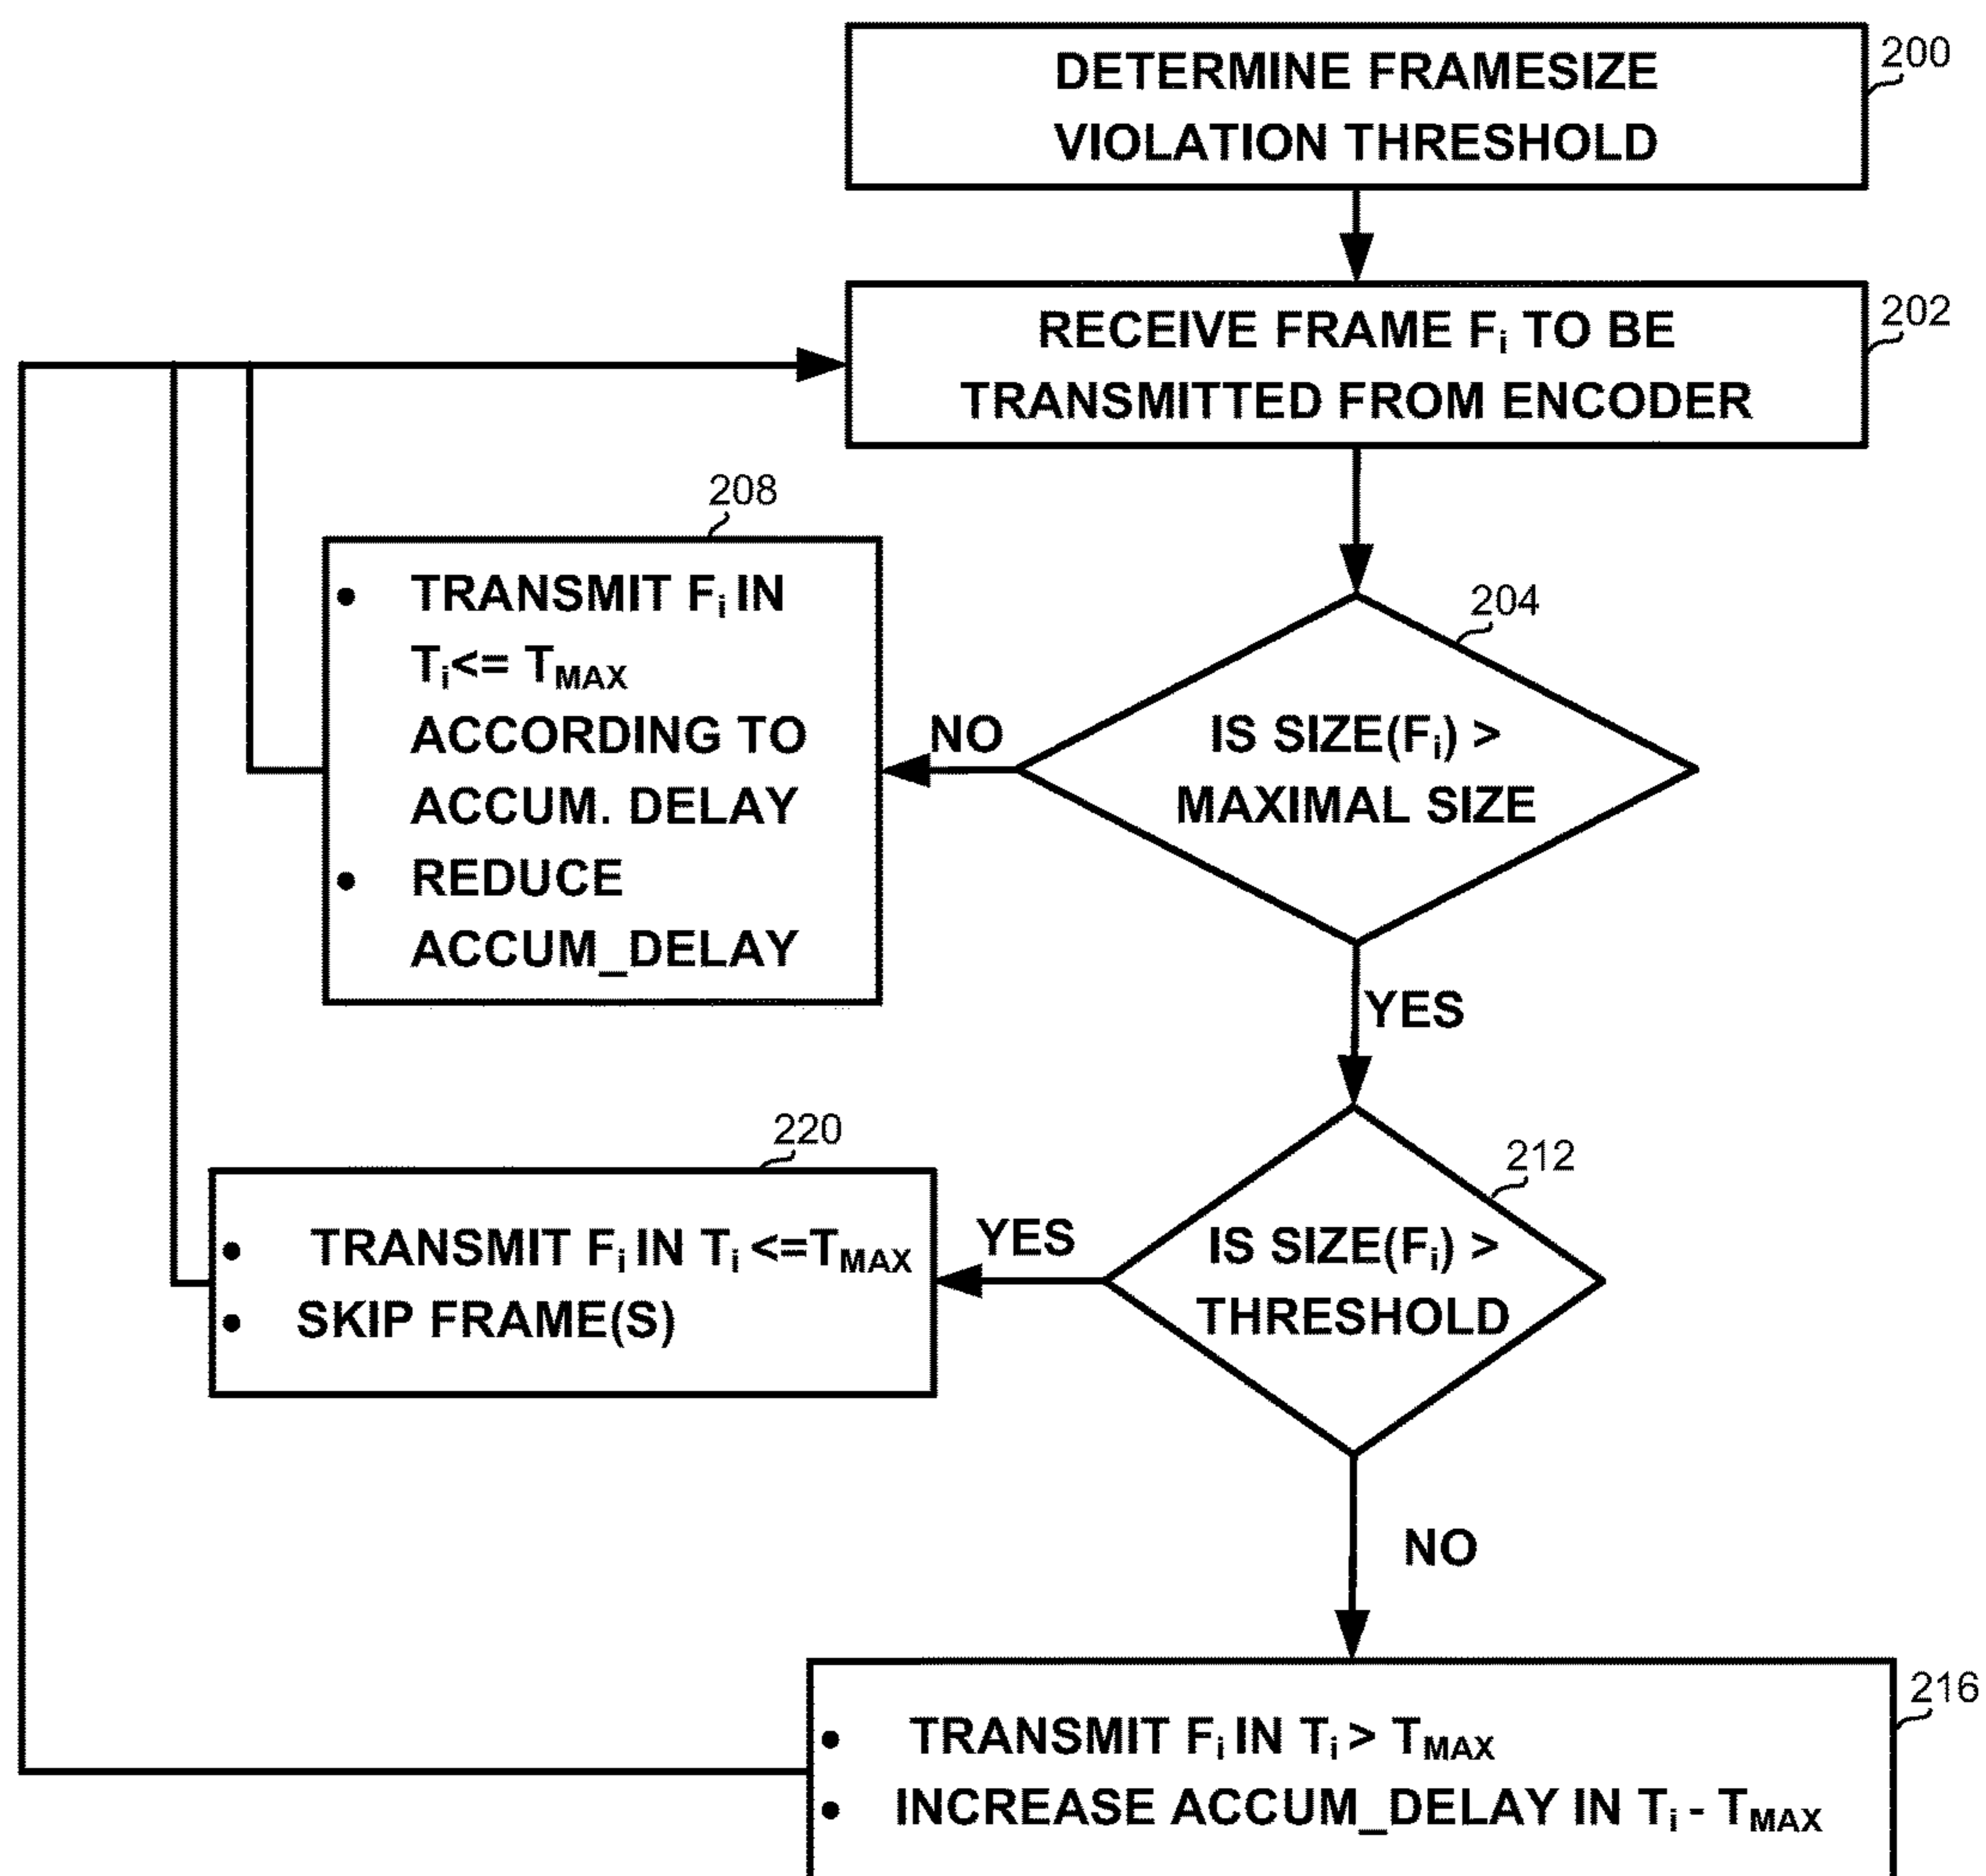 DETERMINE FRAMESIZE
VIOLATION THRESHOLD
200
RECEIVE FRAME Fi TO BE
TRANSMITTED FROM ENCODER
202
208
• TRANSMIT Fi IN
Ti<= TMAX
ACCORDING TO
ACCUM. DELAY
• REDUCE
ACCUM_DELAY
NO
204
IS SIZE(Fi) >
MAXIMAL SIZE
YES
220
• TRANSMIT Fi IN Ti <=TMAX
• SKIP FRAME(S)
YES
212
IS SIZE(Fi) >
THRESHOLD
NO
216
• TRANSMIT Fi IN Ti > TMAX
• INCREASE ACCUM_DELAY IN Ti - TMAX